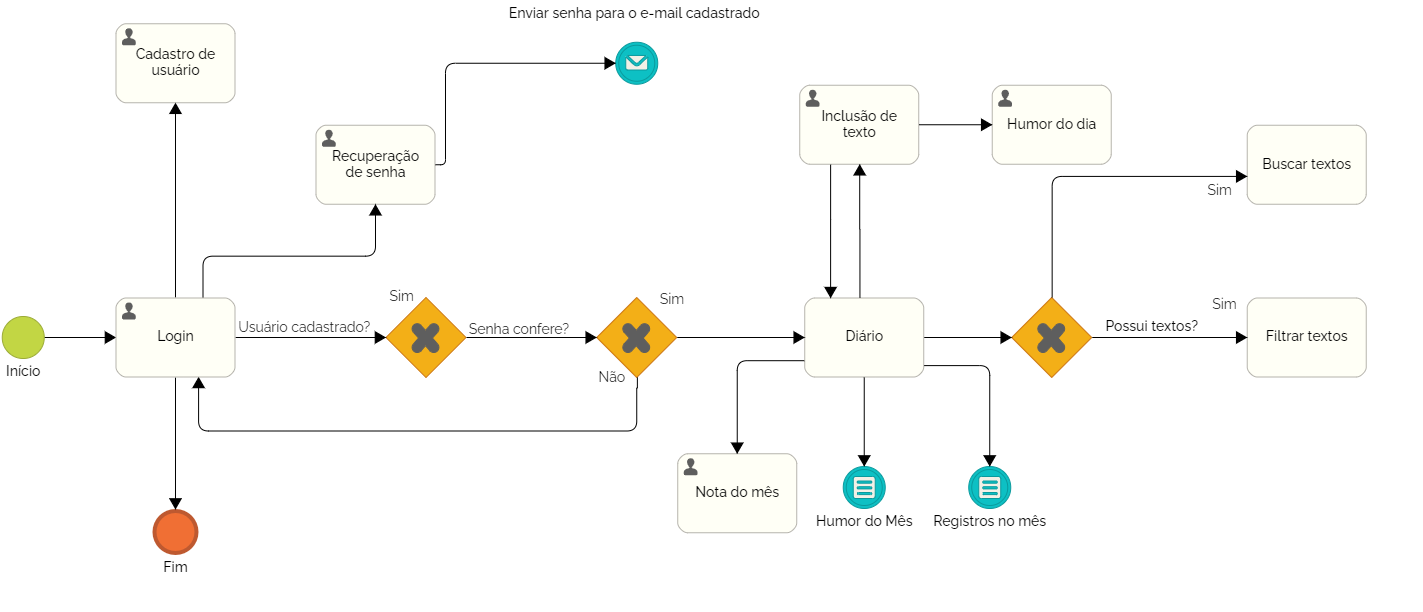 Enviar senha para o e-mail cadastrado
Cadastro de
usuário
Recuperação
de senha
Inclusão de
texto
Humor do dia
Buscar textos
Sim
Início
Login
Usuário cadastrado?
Sim
Senha confere?
Sim
Não
Diário
Possui textos?
Sim
Filtrar textos
Nota do mês
Humor do Mês
Registros no mês
Fim